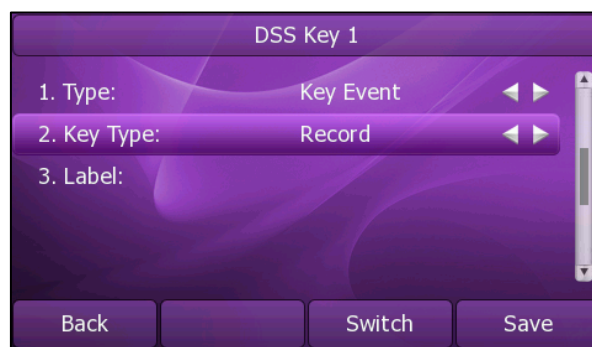 DSS Key 1
1. Type: Key Event
2. Key Type: Record
3. Label:
Back Switch Save